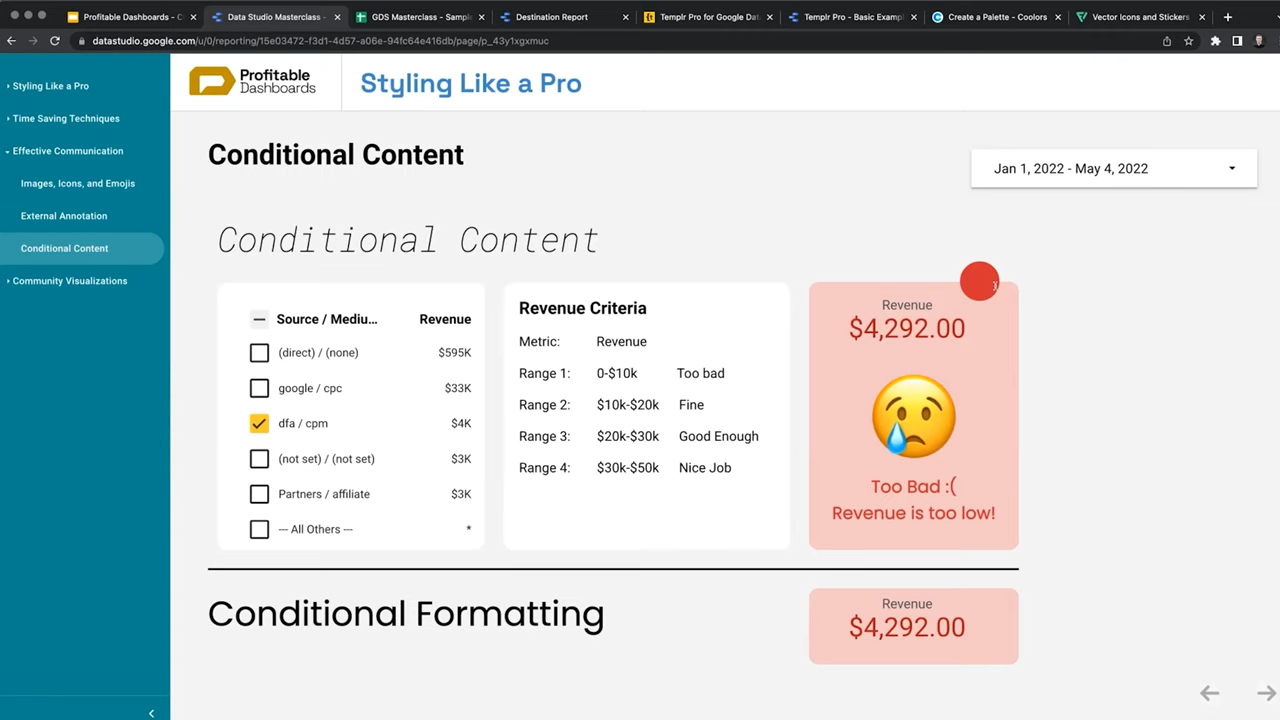 Profitable Dashboards - C
Data Studio Masterclass -
GDS Masterclass - Sample
Destination Report
Templr Pro for Google Dat
Templr Pro - Basic Examp
Create a Palette - Coolors
Vector Icons and Stickers
datastudio.google.com/u/0/reporting/15e03472-f3d1-4d57-a06e-94fc64e416db/page/p_43y1xgxmuc
Styling Like a Pro
Time Saving Techniques
Effective Communication
Images, Icons, and Emojis
External Annotation
Conditional Content
Community Visualizations
Profitable
Dashboards
Styling Like a Pro
Conditional Content
Jan 1, 2022 - May 4, 2022
Conditional Content
Source / Mediu... Revenue
(direct) / (none) $595K
google / cpc $33K
dfa / cpm $4K
(not set) / (not set) $3K
Partners / affiliate $3K
--- All Others --- *
Revenue Criteria
Metric: Revenue
Range 1: 0-$10k Too bad
Range 2: $10k-$20k Fine
Range 3: $20k-$30k Good Enough
Range 4: $30k-$50k Nice Job
Revenue
$4,292.00
Too Bad :(
Revenue is too low!
Conditional Formatting
Revenue
$4,292.00